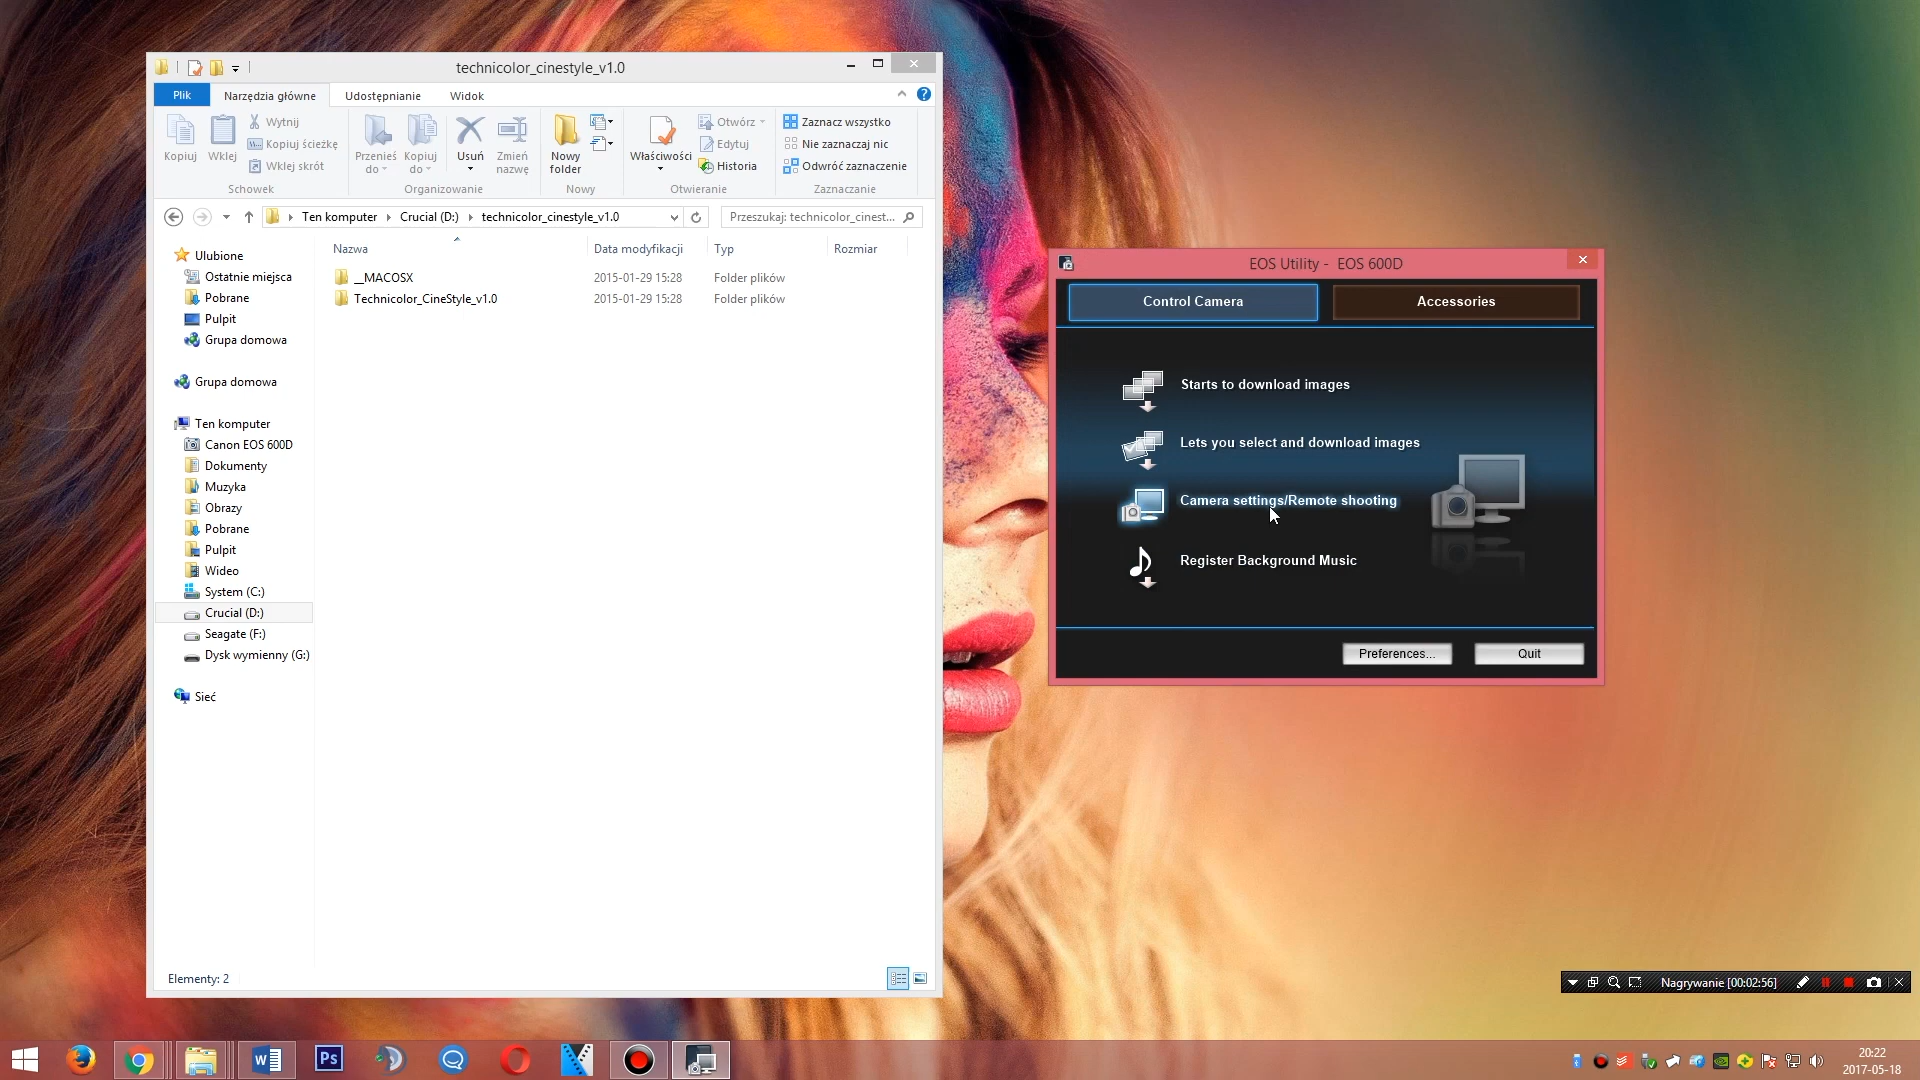 technicolor_cinestyle_v1.0
Plik
Narzędzia główne
Udostępnianie
Widok
Kopiuj
Wklej
Wytnij
Kopiuj ścieżkę
Wklej skrót
Schowek
Przenieś do
Kopiuj do
Usuń
Zmień nazwę
Organizowanie
Nowy folder
Nowy
Właściwości
Otwórz
Edytuj
Historia
Otwieranie
Zaznacz wszystko
Nie zaznaczaj nic
Odwróć zaznaczenie
Zaznaczanie
Ten komputer
Crucial (D:)
technicolor_cinestyle_v1.0
Przeszukaj: technicolor_cinest...
Nazwa
Data modyfikacji
Typ
Rozmiar
__MACOSX
2015-01-29 15:28
Folder plików
Technicolor_CineStyle_v1.0
2015-01-29 15:28
Folder plików
Ulubione
Ostatnie miejsca
Pobrane
Pulpit
Grupa domowa
Grupa domowa
Ten komputer
Canon EOS 600D
Dokumenty
Muzyka
Obrazy
Pobrane
Pulpit
Wideo
System (C:)
Crucial (D:)
Seagate (F:)
Dysk wymienny (G:)
Sieć
Elementy: 2
EOS Utility - EOS 600D
Control Camera
Accessories
Starts to download images
Lets you select and download images
Camera settings/Remote shooting
Register Background Music
Preferences...
Quit
Nagrywanie [00:02:56]
Ps
20:22
2017-05-18